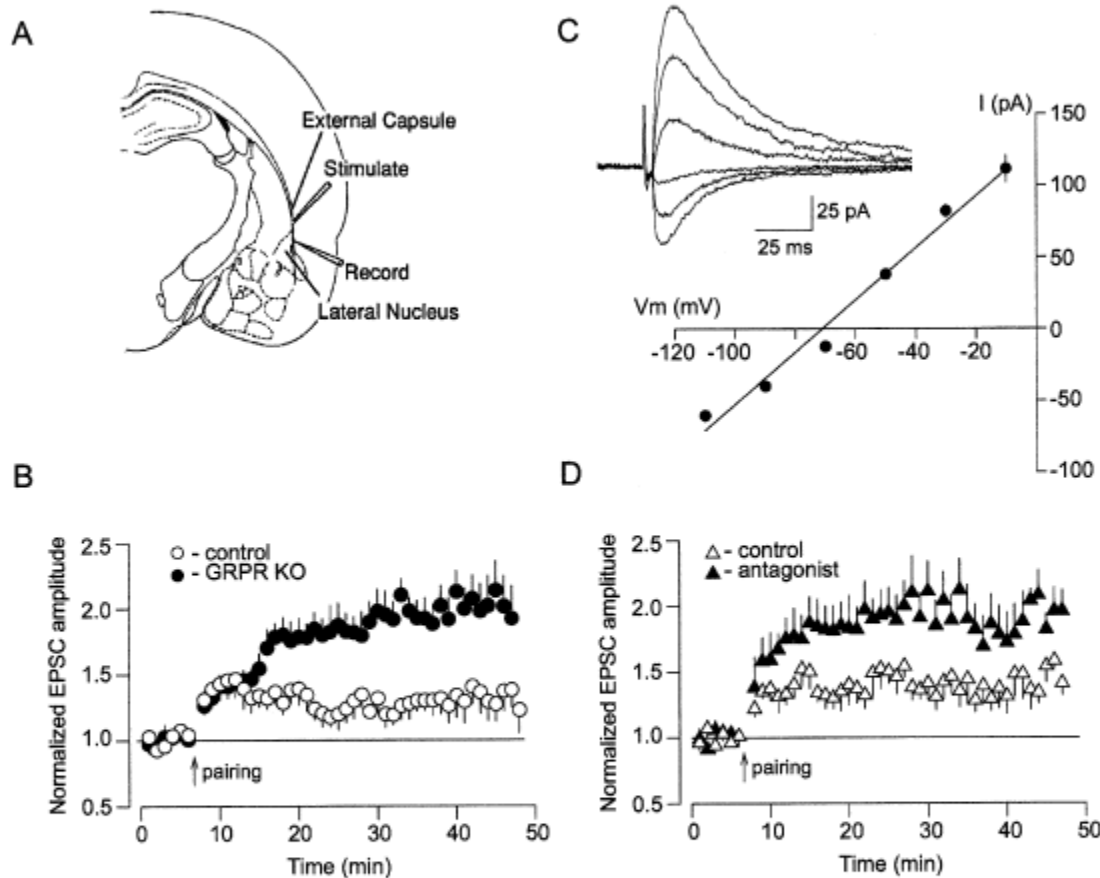 A
External Capsule
Stimulate
Record
Lateral Nucleus
C
I (pA)
150
100
50
0
-50
-100
25 pA
25 ms
Vm (mV)
-120 -100 -60 -40 -20
B
Normalized EPSC amplitude
2.5
2.0
1.5
1.0
0.5
- control
- GRPR KO
pairing
0 10 20 30 40 50
Time (min)
D
Normalized EPSC amplitude
2.5
2.0
1.5
1.0
0.5
- control
- antagonist
pairing
0 10 20 30 40 50
Time (min)